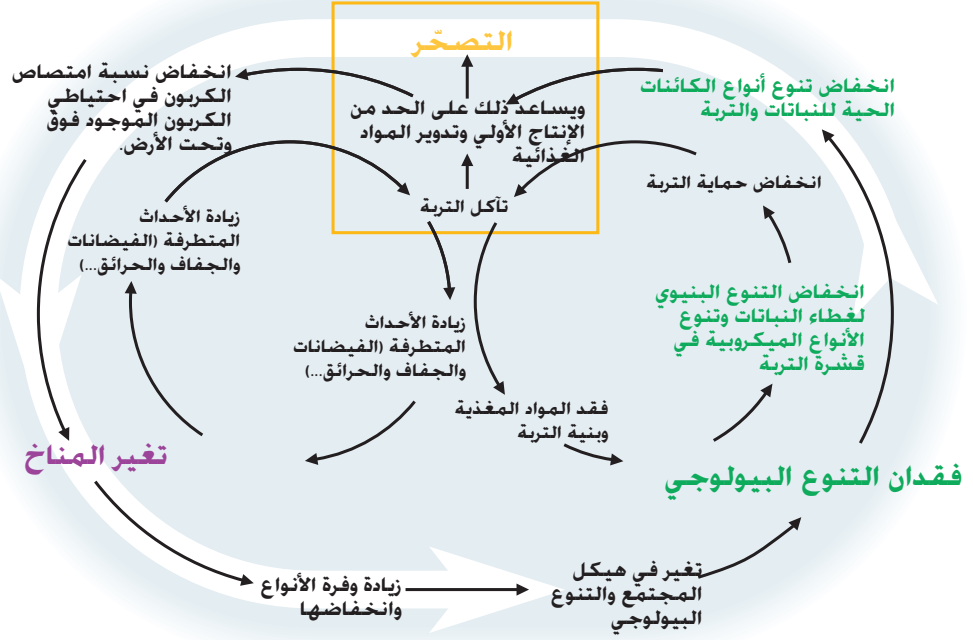 التصحّر
انخفاض تنوع أنواع الكائنات
الحية للنباتات والتربة
ويساعد ذلك على الحد من
الإنتاج الأولي وتدوير المواد
الغذائية
انخفاض نسبة امتصاص
الكربون في احتياطي
الكربون الموجود فوق
وتحت الأرض.
انخفاض حماية التربة
تآكل التربة
زيادة الأحداث
المتطرفة (الفيضانات
والجفاف والحرائق...)
انخفاض التنوع البنيوي
لغطاء النباتات وتنوع
الأنواع الميكروبية في
قشرة التربة
زيادة الأحداث
المتطرفة (الفيضانات
والجفاف والحرائق...)
فقد المواد المغذية
وبنية التربة
فقدان التنوع البيولوجي
تغير المناخ
تغير في هيكل
المجتمع والتنوع
البيولوجي
زيادة وفرة الأنواع
وانخفاضها